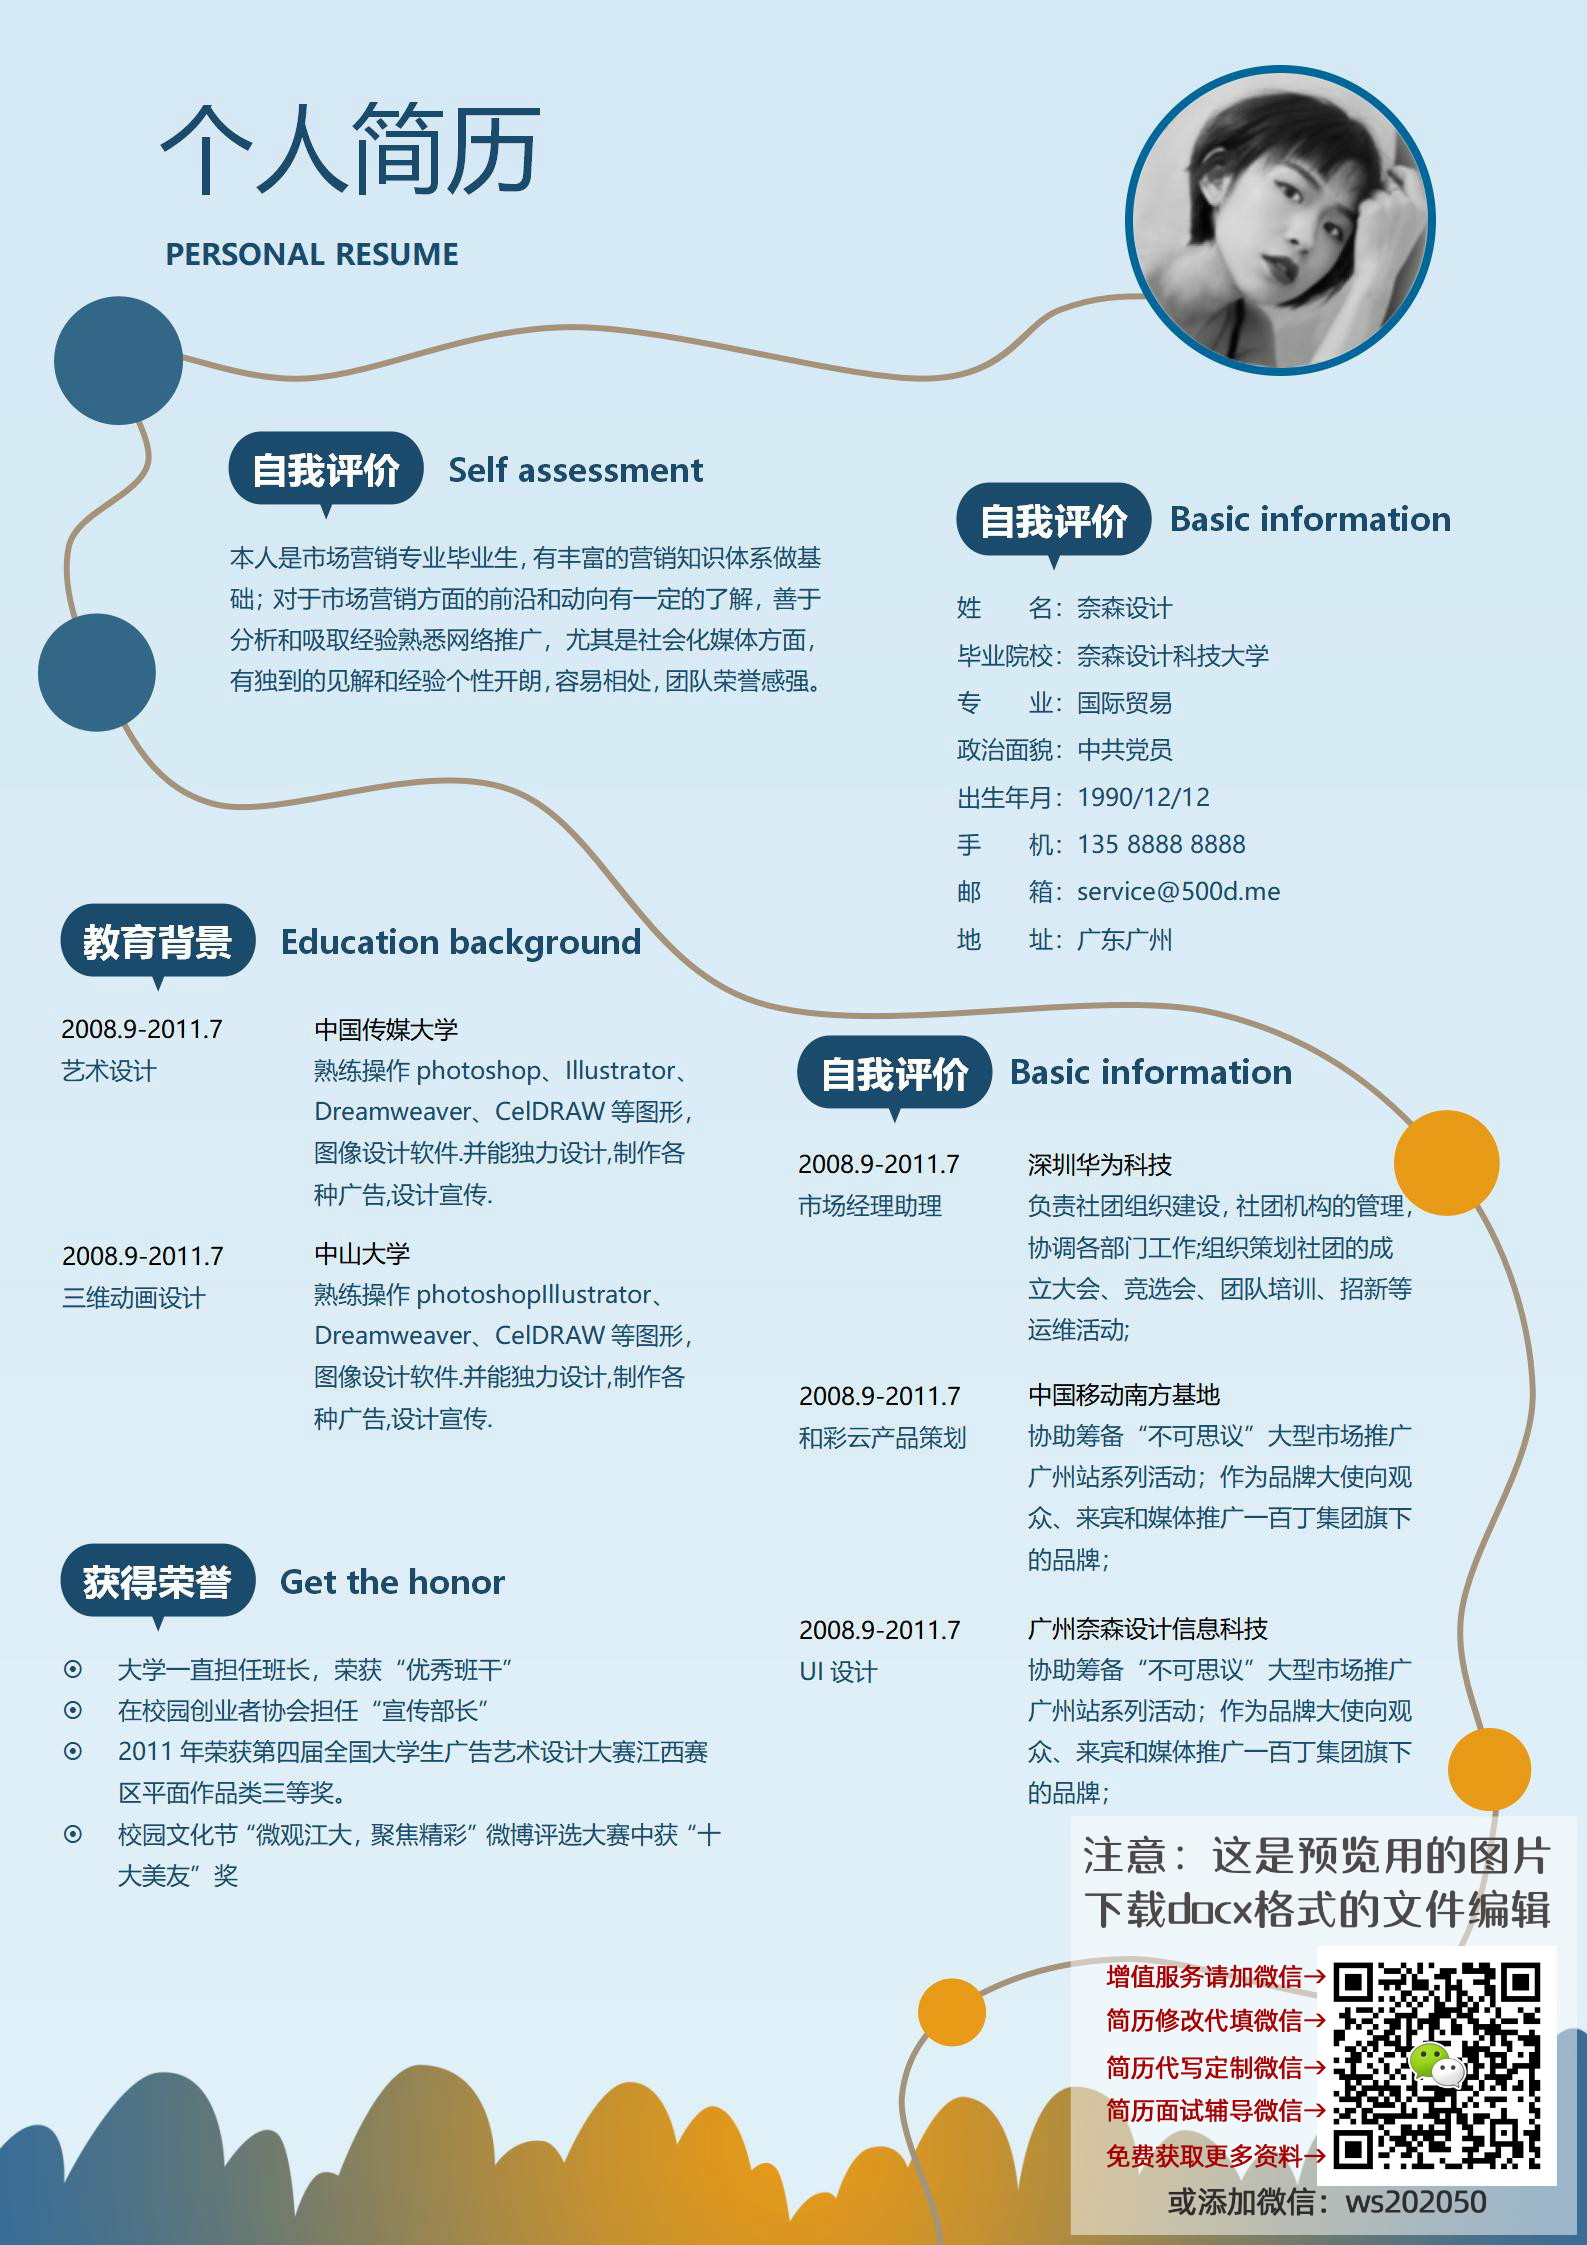 个人简历
PERSONAL RESUME
自我评价 Self assessment
本人是市场营销专业毕业生,有丰富的营销知识体系做基
础；对于市场营销方面的前沿和动向有一定的了解，善于
分析和吸取经验熟悉网络推广，尤其是社会化媒体方面，
有独到的见解和经验个性开朗,容易相处,团队荣誉感强。
自我评价 Basic information
姓 名：奈森设计
毕业院校：奈森设计科技大学
专 业：国际贸易
政治面貌：中共党员
出生年月：1990/12/12
手 机：135 8888 8888
邮 箱：service@500d.me
地 址：广东广州
教育背景 Education background
2008.9-2011.7 中国传媒大学
艺术设计 熟练操作 photoshop、Illustrator、
Dreamweaver、CelDRAW 等图形，
图像设计软件.并能独力设计,制作各
种广告,设计宣传.
2008.9-2011.7 中山大学
三维动画设计 熟练操作 photoshopIllustrator、
Dreamweaver、CelDRAW 等图形，
图像设计软件.并能独力设计,制作各
种广告,设计宣传.
获得荣誉 Get the honor
⊙ 大学一直担任班长，荣获“优秀班干”
⊙ 在校园创业者协会担任“宣传部长”
⊙ 2011 年荣获第四届全国大学生广告艺术设计大赛江西赛
区平面作品类三等奖。
⊙ 校园文化节“微观江大，聚焦精彩”微博评选大赛中获“十
大美友”奖
自我评价 Basic information
2008.9-2011.7 深圳华为科技
市场经理助理 负责社团组织建设,社团机构的管理，
协调各部门工作;组织策划社团的成
立大会、竞选会、团队培训、招新等
运维活动;
2008.9-2011.7 中国移动南方基地
和彩云产品策划 协助筹备“不可思议”大型市场推广
广州站系列活动；作为品牌大使向观
众、来宾和媒体推广一百丁集团旗下
的品牌；
2008.9-2011.7 广州奈森设计信息科技
UI 设计 协助筹备“不可思议”大型市场推广
广州站系列活动；作为品牌大使向观
众、来宾和媒体推广一百丁集团旗下
的品牌；
注意：这是预览用的图片
下载docx格式的文件编辑
增值服务请加微信→
简历修改代填微信→
简历代写定制微信→
简历面试辅导微信→
免费获取更多资料→
或添加微信：ws202050